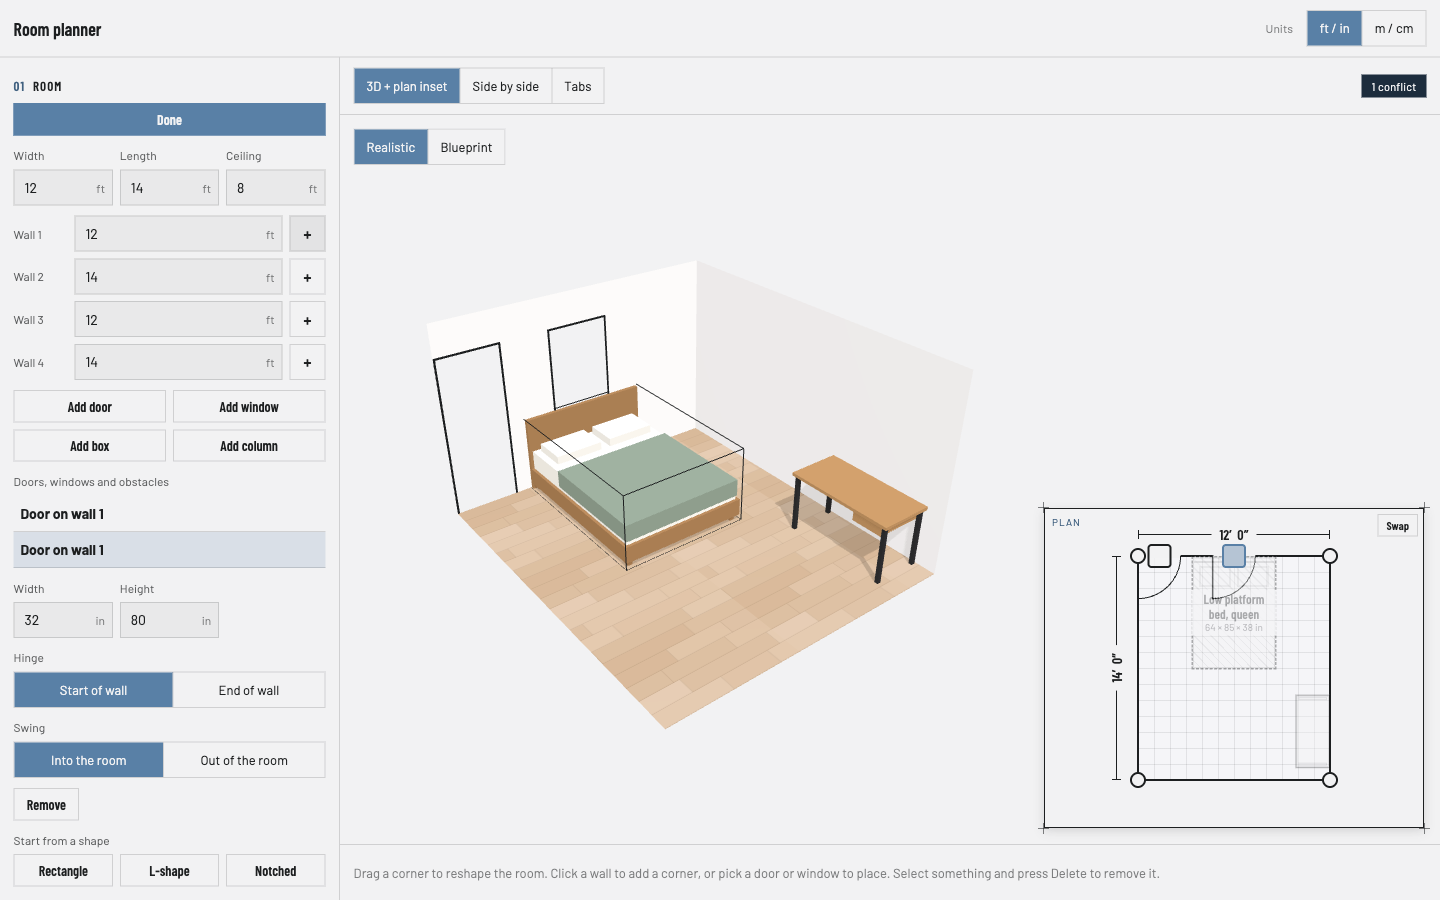 Room planner
Units
ft / in
m / cm
01 ROOM
Done
Width
Length
Ceiling
12 ft
14 ft
8 ft
Wall 1
12 ft
+
Wall 2
14 ft
+
Wall 3
12 ft
+
Wall 4
14 ft
+
Add door
Add window
Add box
Add column
Doors, windows and obstacles
Door on wall 1
Door on wall 1
Width
Height
32 in
80 in
Hinge
Start of wall
End of wall
Swing
Into the room
Out of the room
Remove
Start from a shape
Rectangle
L-shape
Notched
3D + plan inset
Side by side
Tabs
1 conflict
Realistic
Blueprint
PLAN
Swap
12' 0"
14' 0"
Low platform
bed, queen
64 × 85 × 38 in
Drag a corner to reshape the room. Click a wall to add a corner, or pick a door or window to place. Select something and press Delete to remove it.